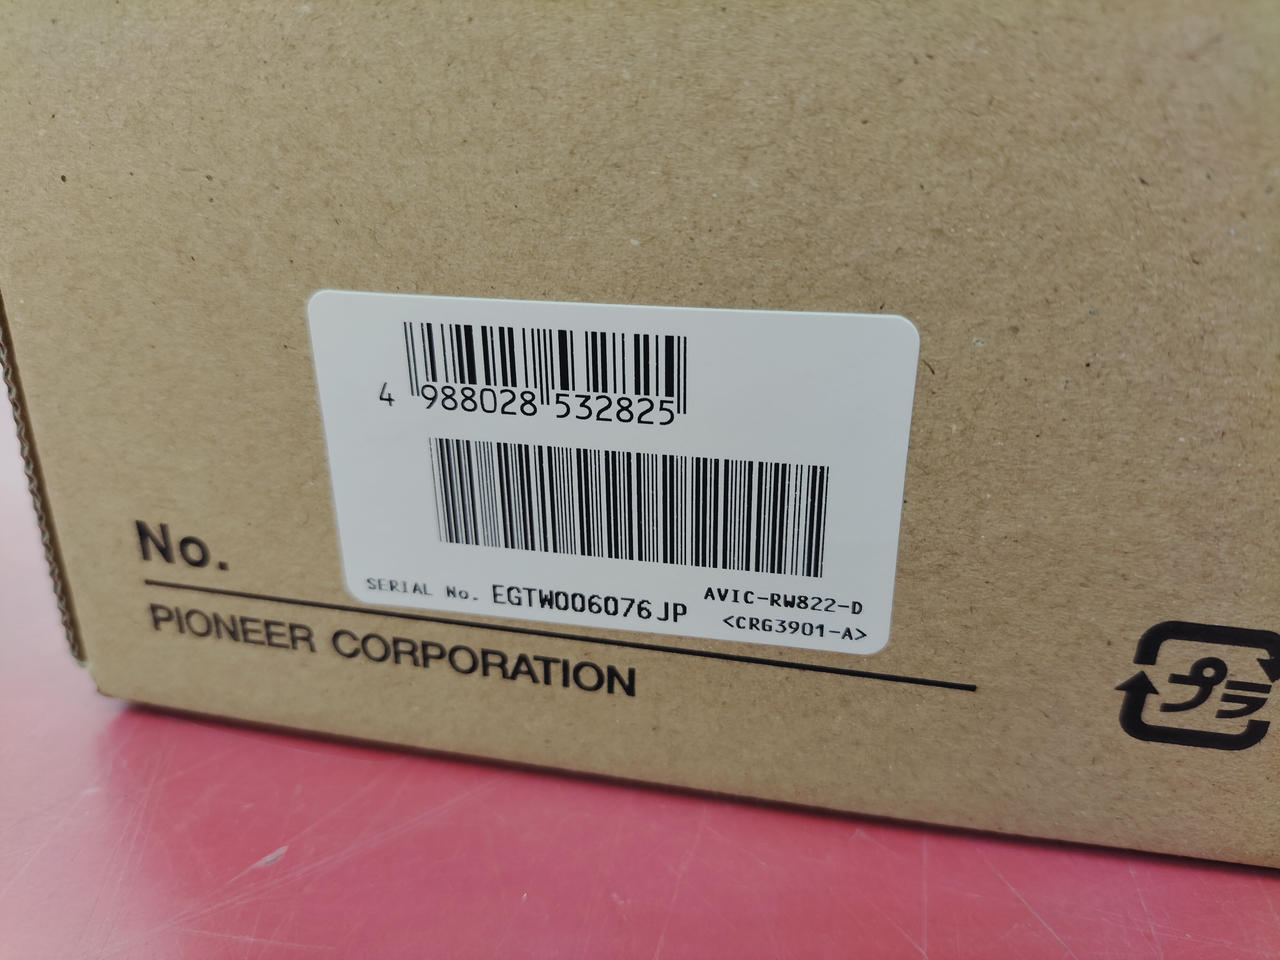 4 988028 532825
SERIAL No. EGTW006076JP
AVIC-RW822-D
<CRG3901-A>
No.
PIONEER CORPORATION
プラ